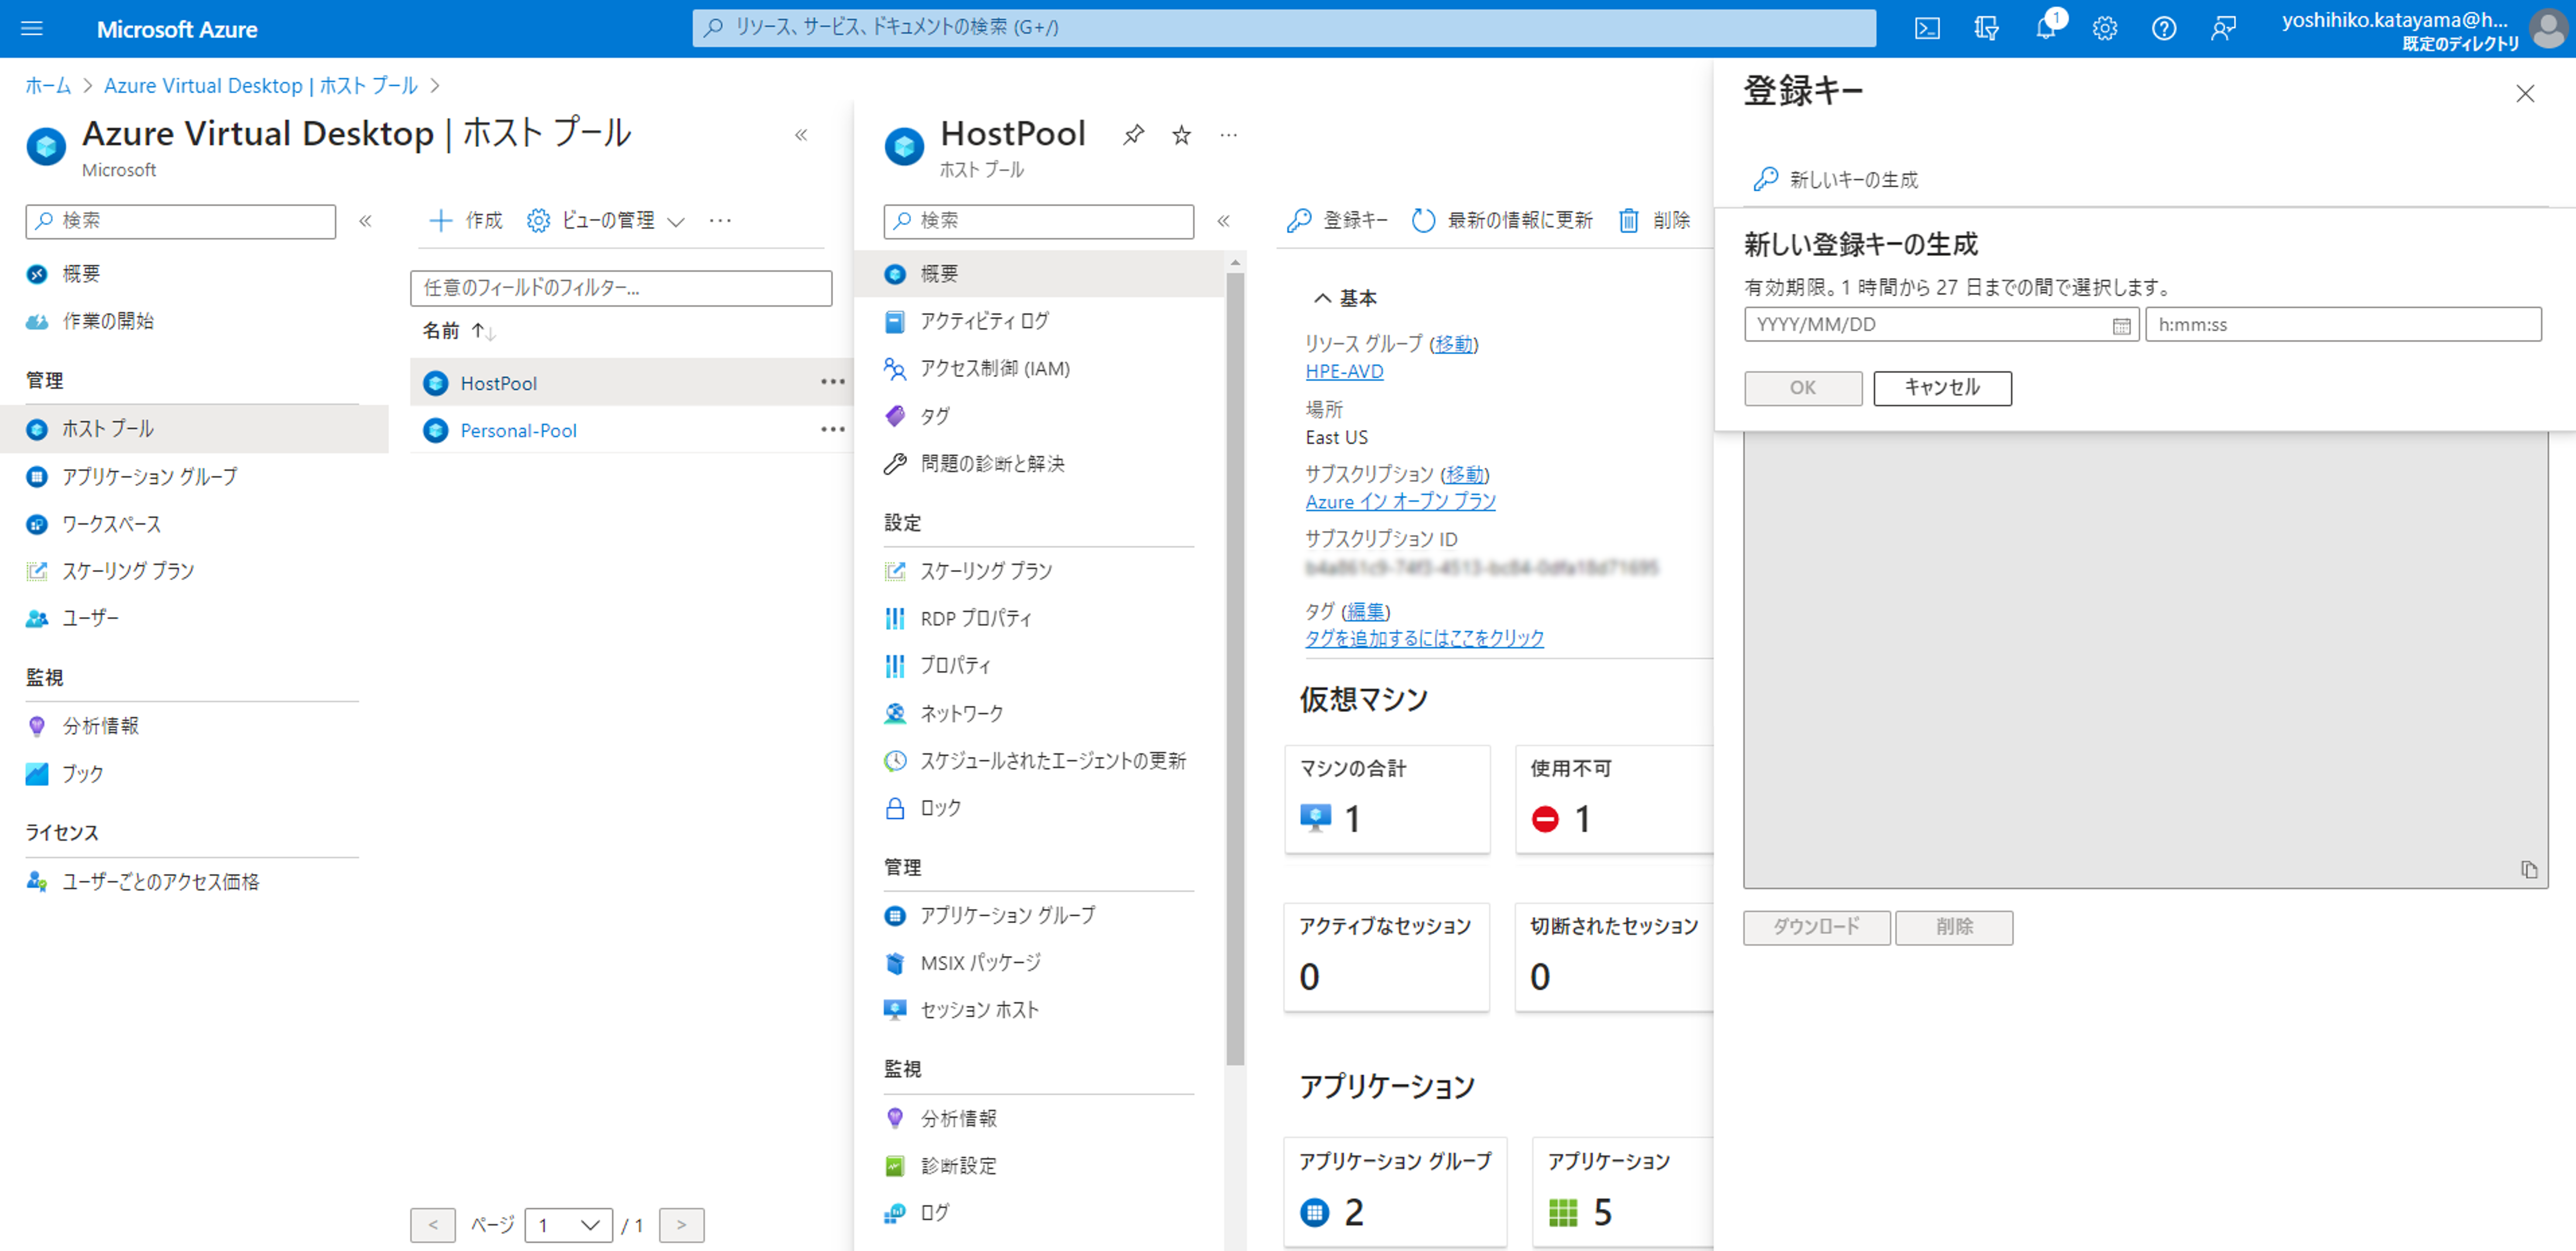 Microsoft Azure
リソース、サービス、ドキュメントの検索 (G+/)
1
yoshihiko.katayama@h...
既定のディレクトリ
ホーム > Azure Virtual Desktop | ホスト プール >
Azure Virtual Desktop | ホスト プール
Microsoft
検索
概要
作業の開始
管理
ホスト プール
アプリケーション グループ
ワークスペース
スケーリング プラン
ユーザー
監視
分析情報
ブック
ライセンス
ユーザーごとのアクセス価格
作成
ビューの管理
任意のフィールドのフィルター...
名前
HostPool
Personal-Pool
< ページ 1 / 1 >
HostPool
ホスト プール
検索
概要
アクティビティ ログ
アクセス制御 (IAM)
タグ
問題の診断と解決
設定
スケーリング プラン
RDP プロパティ
プロパティ
ネットワーク
スケジュールされたエージェントの更新
ロック
管理
アプリケーション グループ
MSIX パッケージ
セッション ホスト
監視
分析情報
診断設定
ログ
登録キー
最新の情報に更新
削除
基本
リソース グループ (移動)
HPE-AVD
場所
East US
サブスクリプション (移動)
Azure イン オープン プラン
サブスクリプション ID
タグ (編集)
タグを追加するにはここをクリック
仮想マシン
マシンの合計
1
使用不可
1
アクティブなセッション
0
切断されたセッション
0
アプリケーション
アプリケーション グループ
2
アプリケーション
5
登録キー
新しいキーの生成
新しい登録キーの生成
有効期限。1 時間から 27 日までの間で選択します。
YYYY/MM/DD
h:mm:ss
OK
キャンセル
ダウンロード
削除